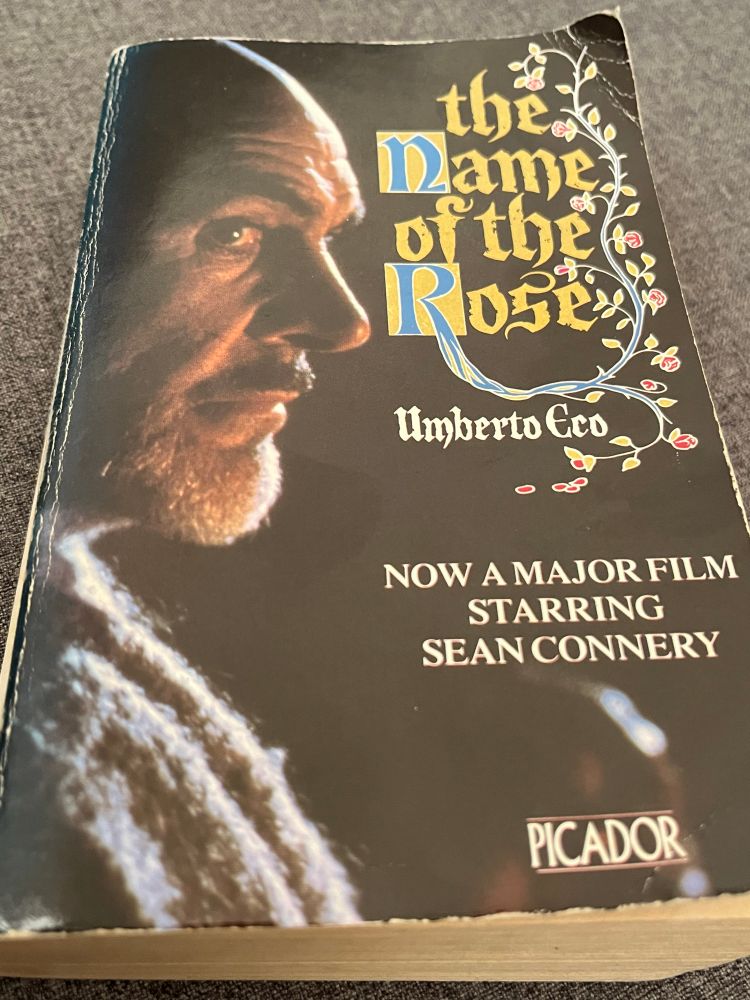 the
Name
of the
Rose
Umberto Eco
NOW A MAJOR FILM
STARRING
SEAN CONNERY
PICADOR